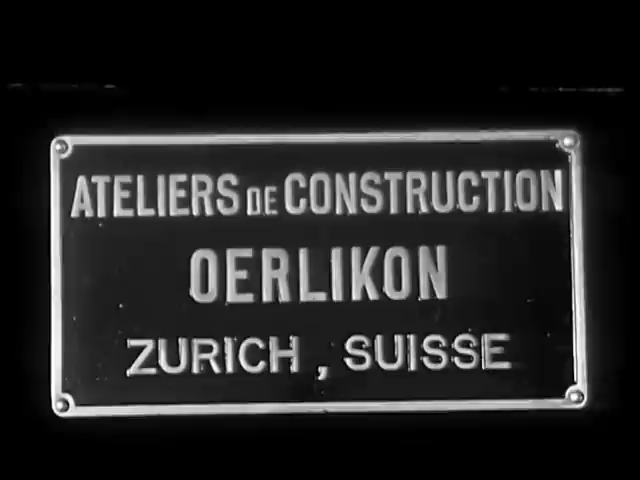 ATELIERS DE CONSTRUCTION
OERLIKON
ZURICH, SUISSE